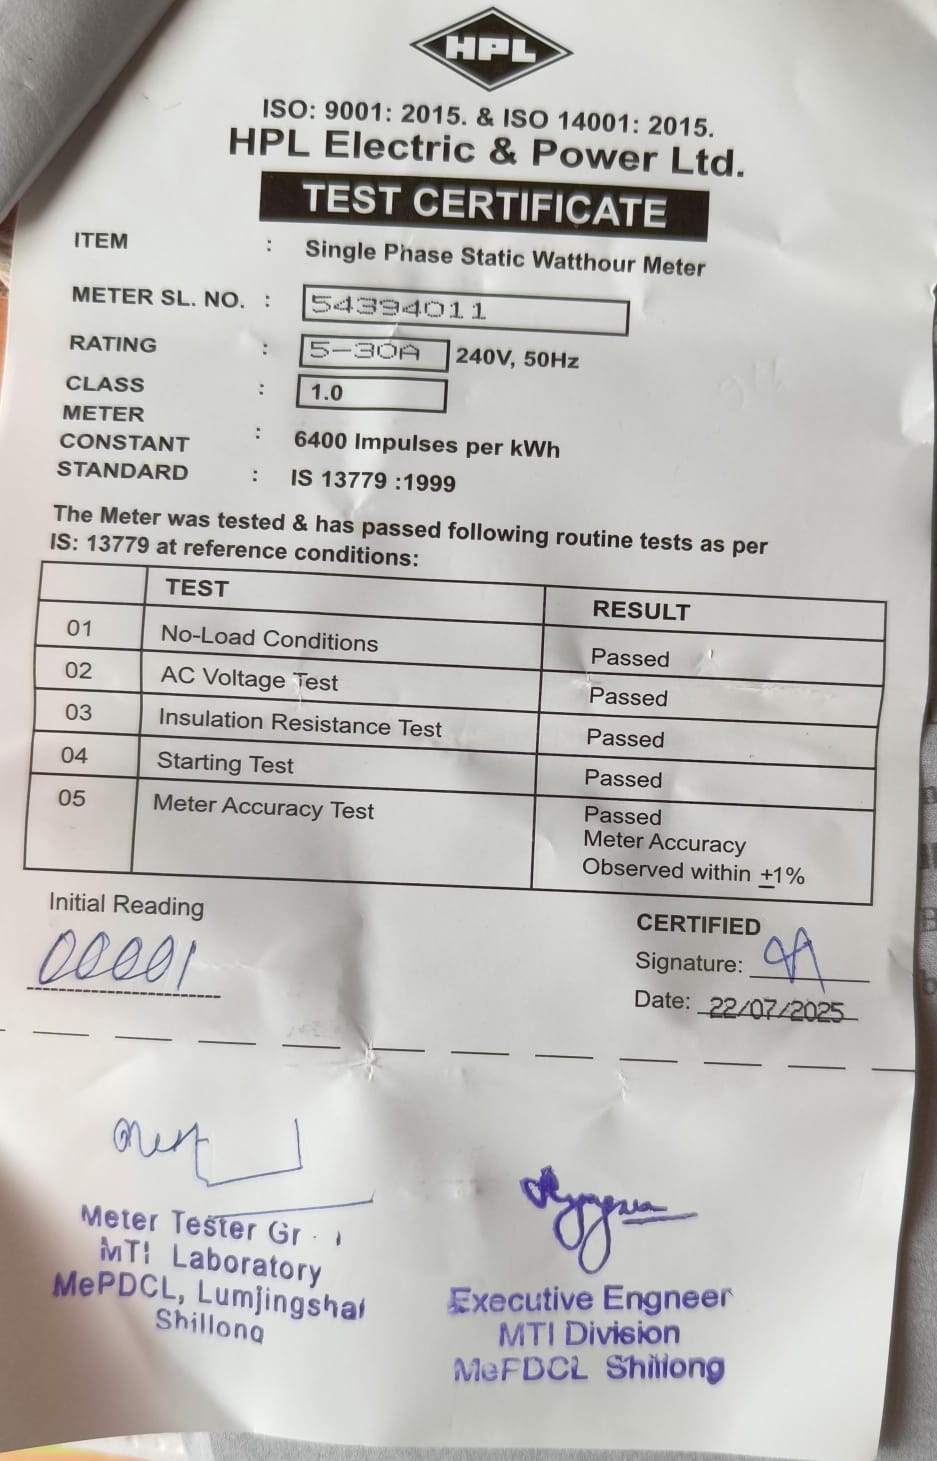 HPL
ISO: 9001: 2015. & ISO 14001: 2015.
HPL Electric & Power Ltd.
TEST CERTIFICATE
ITEM : Single Phase Static Watthour Meter
METER SL. NO. : 54394011
RATING : 5-30A 240V, 50Hz
CLASS : 1.0
METER
CONSTANT : 6400 Impulses per kWh
STANDARD : IS 13779 :1999
The Meter was tested & has passed following routine tests as per
IS: 13779 at reference conditions:
TEST RESULT
01 No-Load Conditions Passed
02 AC Voltage Test Passed
03 Insulation Resistance Test Passed
04 Starting Test Passed
05 Meter Accuracy Test Passed
Meter Accuracy
Observed within ±1%
Initial Reading
00001
CERTIFIED
Signature:
Date: 22/07/2025
Meter Tester Gr
MTI Laboratory
MePDCL, Lumjingshai
Shillong
Executive Engneer
MTI Division
MePDCL Shillong